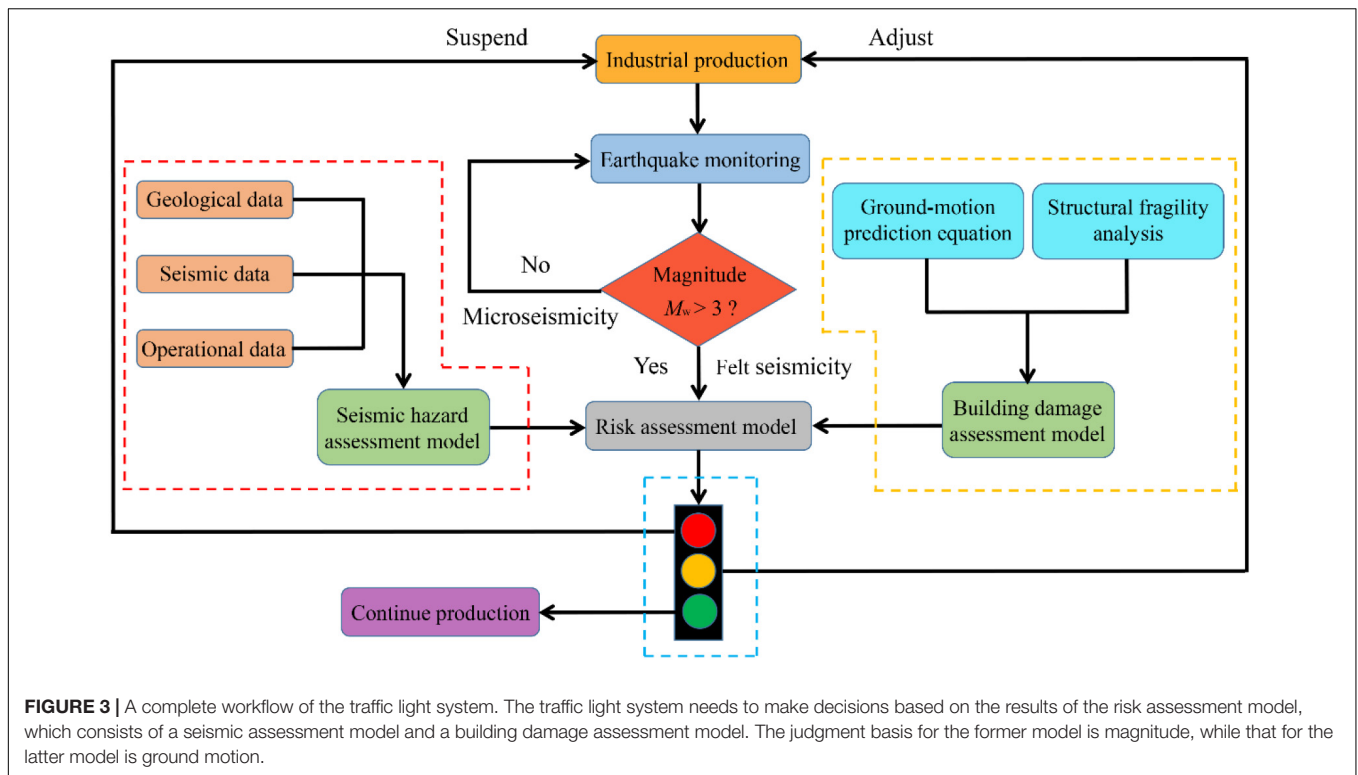 Suspend
Adjust
Industrial production
Earthquake monitoring
Geological data
Seismic data
Operational data
Ground-motion
prediction equation
Structural fragility
analysis
No
Microseismicity
Magnitude
Mw > 3 ?
Yes
Felt seismicity
Seismic hazard
assessment model
Risk assessment model
Building damage
assessment model
Continue production
FIGURE 3 | A complete workflow of the traffic light system. The traffic light system needs to make decisions based on the results of the risk assessment model,
which consists of a seismic assessment model and a building damage assessment model. The judgment basis for the former model is magnitude, while that for the
latter model is ground motion.